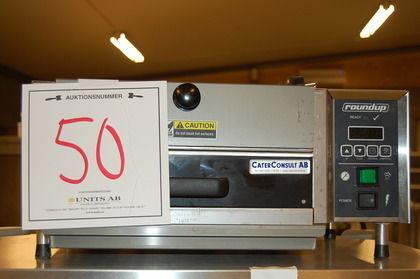 AUKTIONSNUMMER
50
UNITS AB
CAUTION
Do not touch hot surfaces
CATERCONSULT AB
roundup
READY
POWER